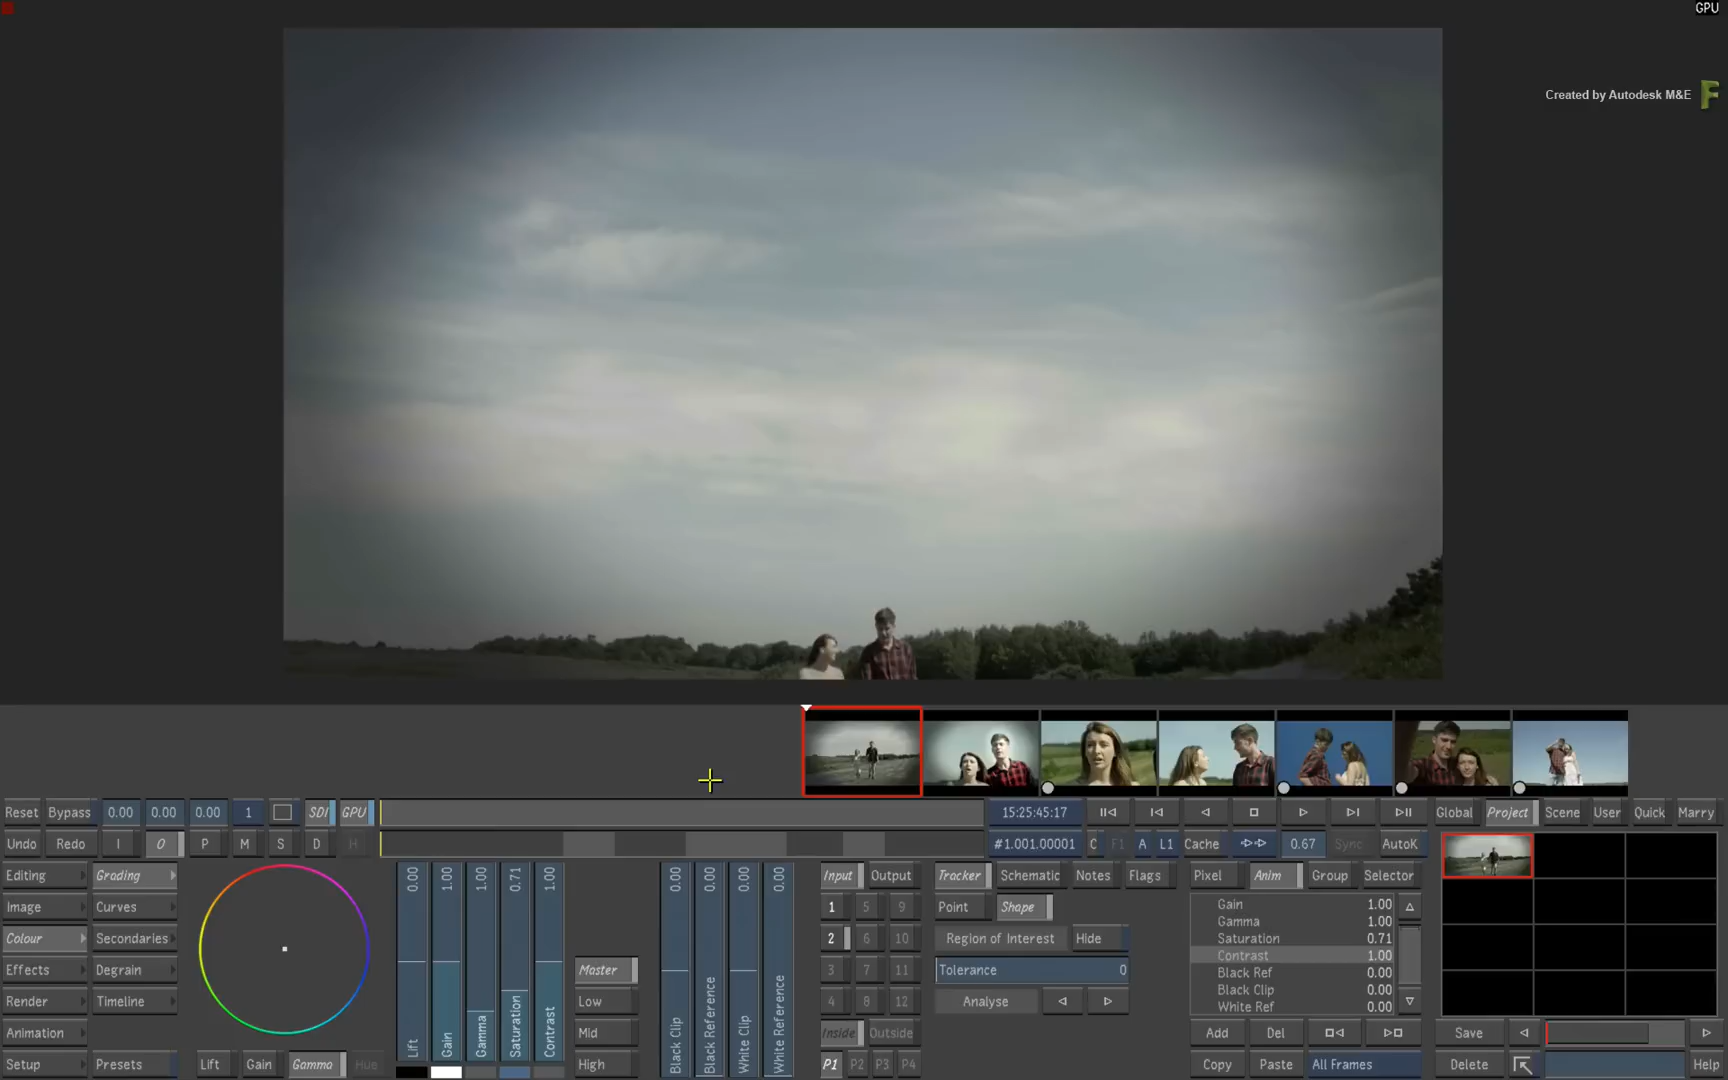 GPU
Created by Autodesk M&E
Reset Bypass 0.00 0.00 0.00 1 SDI GPU 15:25:45:17 Global Project Scene User Quick Marry
Undo Redo I O P M S D H #1.001.00001 C F1 A L1 Cache 0.67 Sync AutoK
Editing Grading 0.00 1.00 1.00 0.71 1.00 0.00 0.00 0.00 0.00 Input Output Tracker Schematic Notes Flags Pixel Anim Group Selector
Image Curves 1 5 9 Point Shape Gain 1.00
Gamma 1.00
Colour Secondaries 2 6 10 Region of Interest Hide Saturation 0.71
Contrast 1.00
Effects Degrain Master 3 7 11 Tolerance 0 Black Ref 0.00
Black Clip 0.00
Render Timeline Low 4 8 12 Analyse White Ref 0.00
Animation Mid Inside Outside Add Del Save
Setup Presets Lift Gain Gamma Hue High P1 P2 P3 P4 Copy Paste All Frames Delete Help
Lift Gain Gamma Saturation Contrast Black Clip Black Reference White Clip White Reference